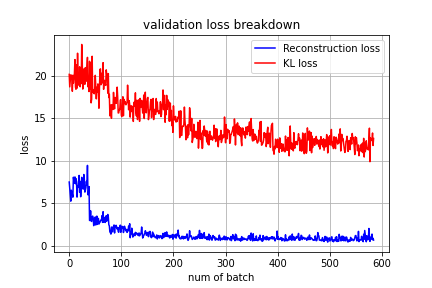 validation loss breakdown
Reconstruction loss
KL loss
loss
20
15
10
5
0
0 100 200 300 400 500 600
num of batch